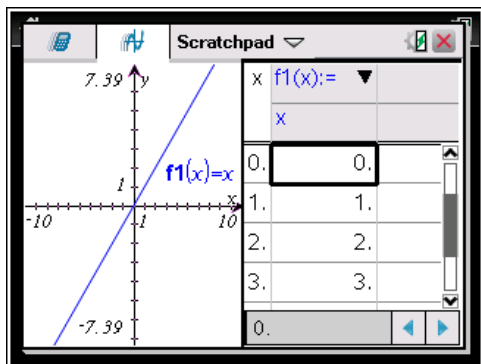 Scratchpad
7.39 y
f1(x)=x
1
x
-10 1 10
-7.39
x f1(x):=
x
0. 0.
1. 1.
2. 2.
3. 3.
0.